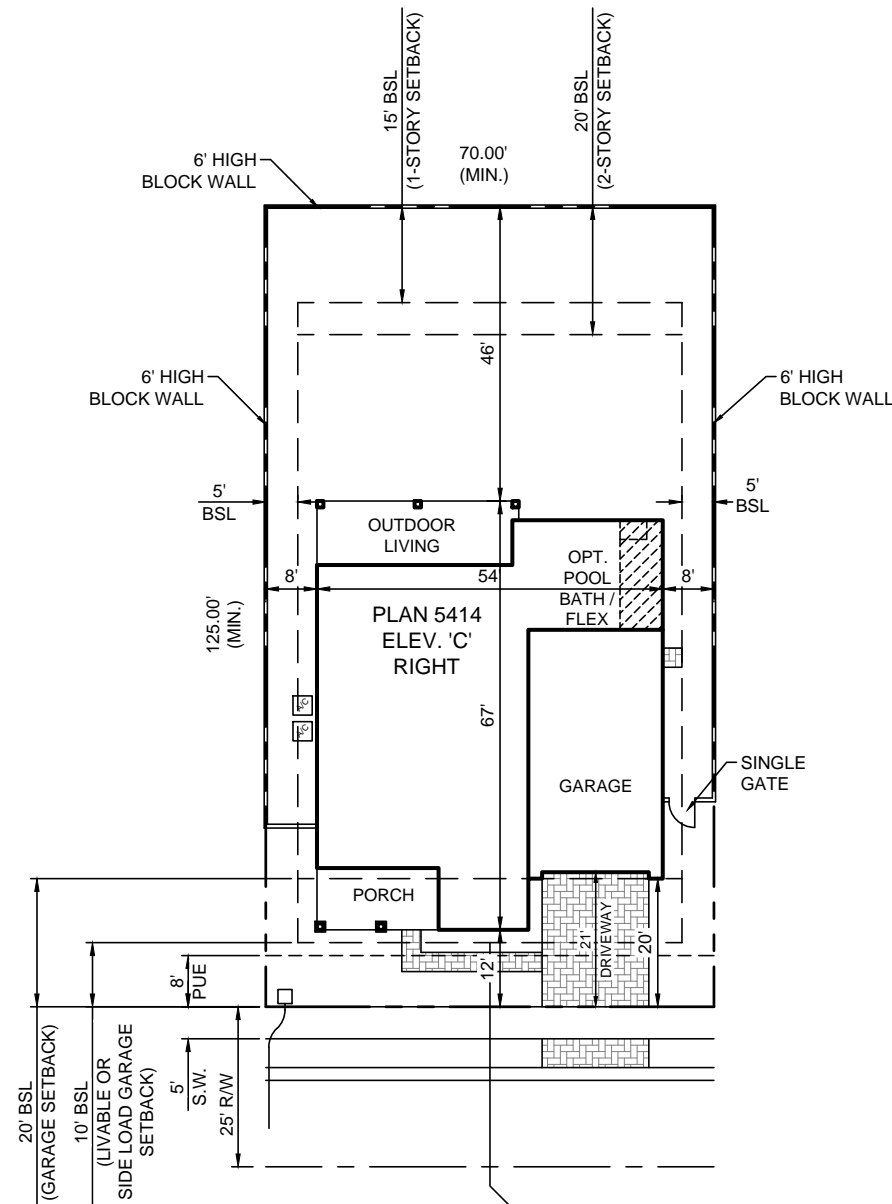 15' BSL
(1-STORY SETBACK)
20' BSL
(2-STORY SETBACK)
70.00'
(MIN.)
6' HIGH
BLOCK WALL
46'
6' HIGH
BLOCK WALL
6' HIGH
BLOCK WALL
5'
BSL
5'
BSL
OUTDOOR
LIVING
OPT.
POOL
BATH /
FLEX
8'
54
8'
125.00'
(MIN.)
PLAN 5414
ELEV. 'C'
RIGHT
67'
A/C
A/C
GARAGE
SINGLE
GATE
PORCH
21'
DRIVEWAY
20'
12'
8'
PUE
20' BSL
(GARAGE SETBACK)
10' BSL
(LIVABLE OR
SIDE LOAD GARAGE
SETBACK)
5'
S.W.
25' R/W